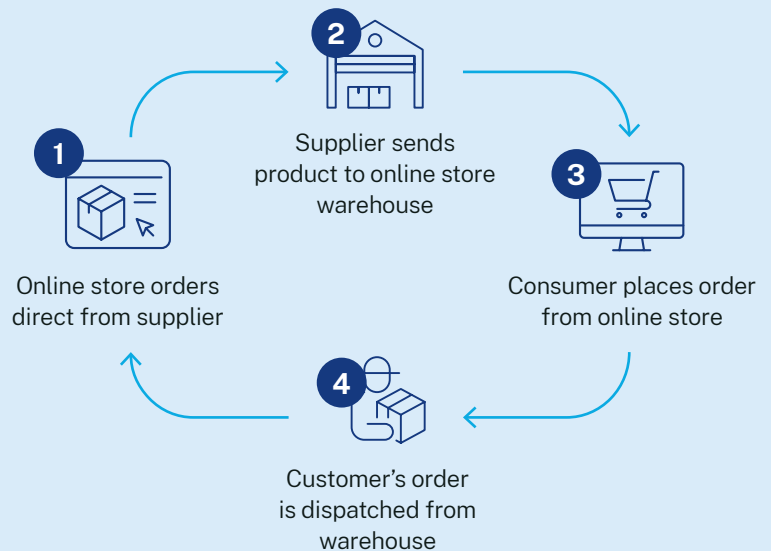 1
Online store orders
direct from supplier
2
Supplier sends
product to online store
warehouse
3
Consumer places order
from online store
4
Customer’s order
is dispatched from
warehouse